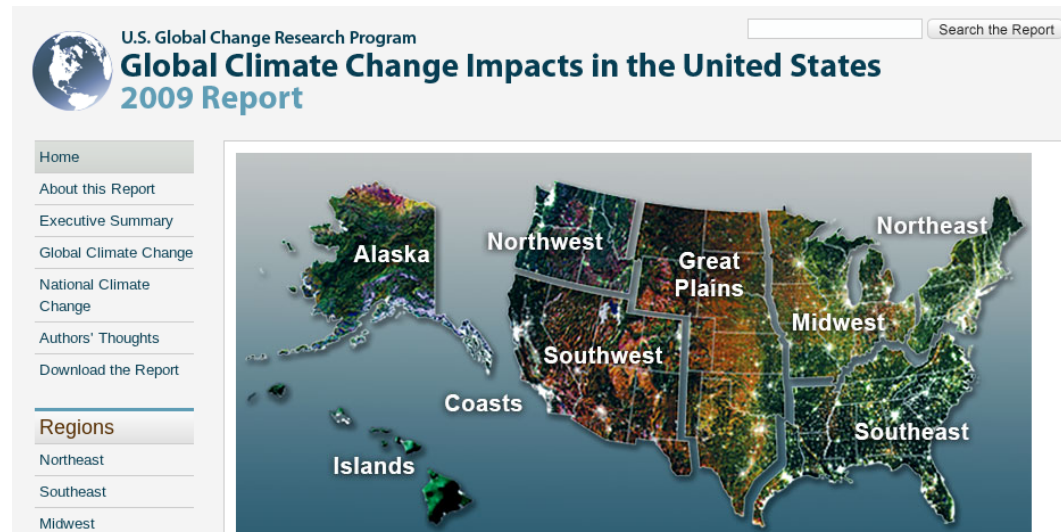 U.S. Global Change Research Program
Global Climate Change Impacts in the United States
2009 Report
Search the Report
Home
About this Report
Executive Summary
Global Climate Change
National Climate
Change
Authors' Thoughts
Download the Report
Regions
Northeast
Southeast
Midwest
Alaska
Northwest
Great
Plains
Northeast
Midwest
Southwest
Coasts
Southeast
Islands